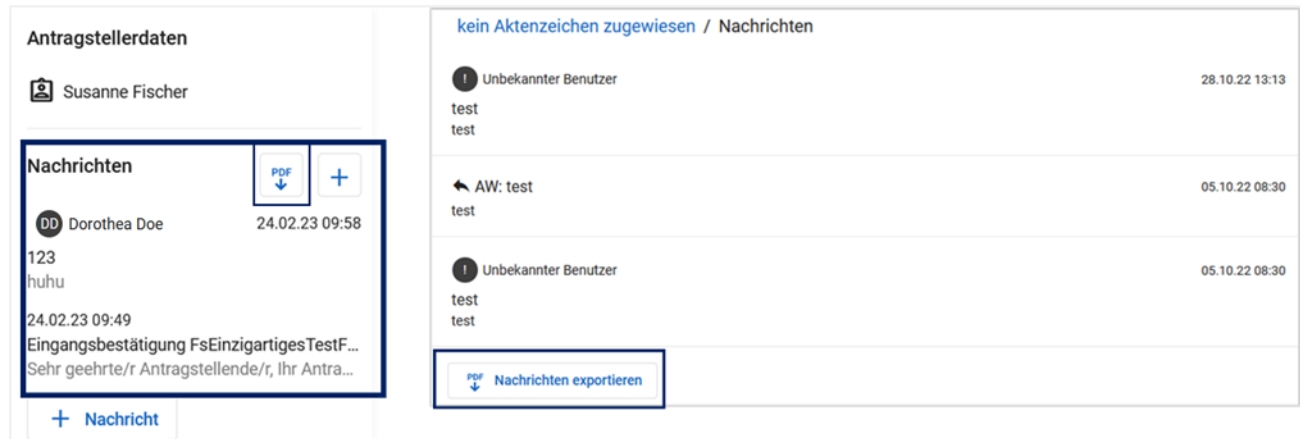 Antragstellerdaten
Susanne Fischer
Nachrichten
PDF
DD Dorothea Doe 24.02.23 09:58
123
huhu
24.02.23 09:49
Eingangsbestätigung FsEinzigartigesTestF...
Sehr geehrte/r Antragstellende/r, Ihr Antra...
+ Nachricht
kein Aktenzeichen zugewiesen / Nachrichten
! Unbekannter Benutzer 28.10.22 13:13
test
test
AW: test 05.10.22 08:30
test
! Unbekannter Benutzer 05.10.22 08:30
test
test
PDF Nachrichten exportieren